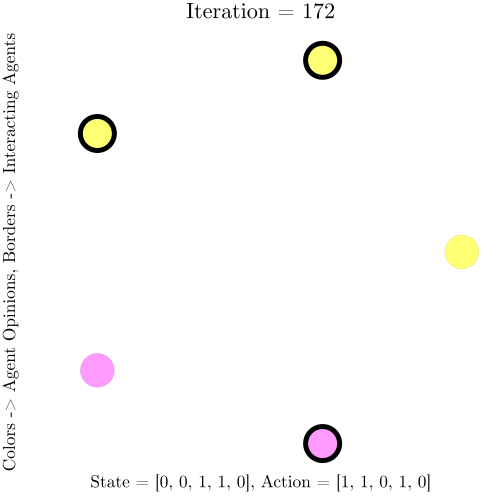 Iteration = 172
Colors -> Agent Opinions, Borders -> Interacting Agents
State = [0, 0, 1, 1, 0], Action = [1, 1, 0, 1, 0]